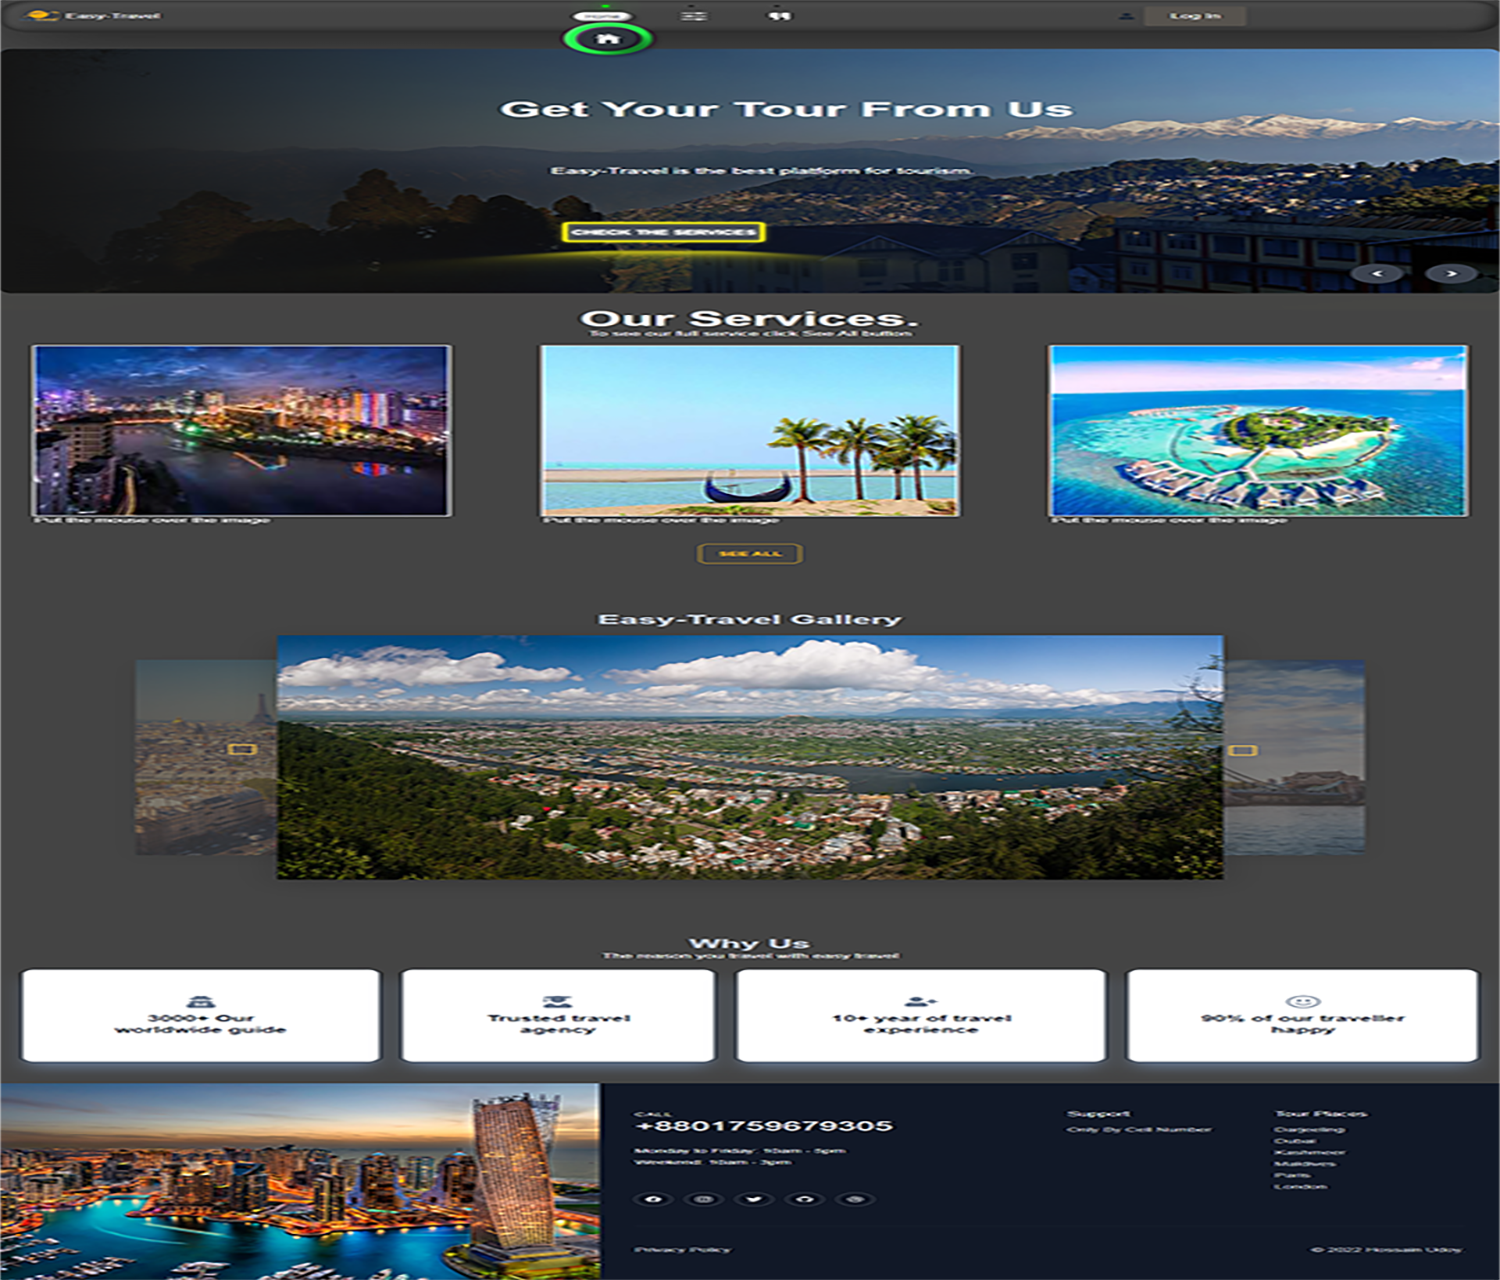 Easy-Travel
Home
Log In
Get Your Tour From Us
Easy-Travel is the best platform for tourism.
CHECK THE SERVICES
Our Services.
To see our full service click See All button
Put the mouse over the image
Put the mouse over the image
Put the mouse over the image
SEE ALL
Easy-Travel Gallery
Why Us
The reason you travel with easy travel
3000+ Our
worldwide guide
Trusted travel
agency
10+ year of travel
experience
90% of our traveller
happy
CALL
+8801759679305
Monday to Friday: 10am - 5pm
Weekend: 10am - 3pm
Support
Only By Cell Number
Tour Places
Darjeeling
Dubai
Kashmeer
Maldives
Paris
London
Privacy Policy
© 2022 Hossain Udoy.